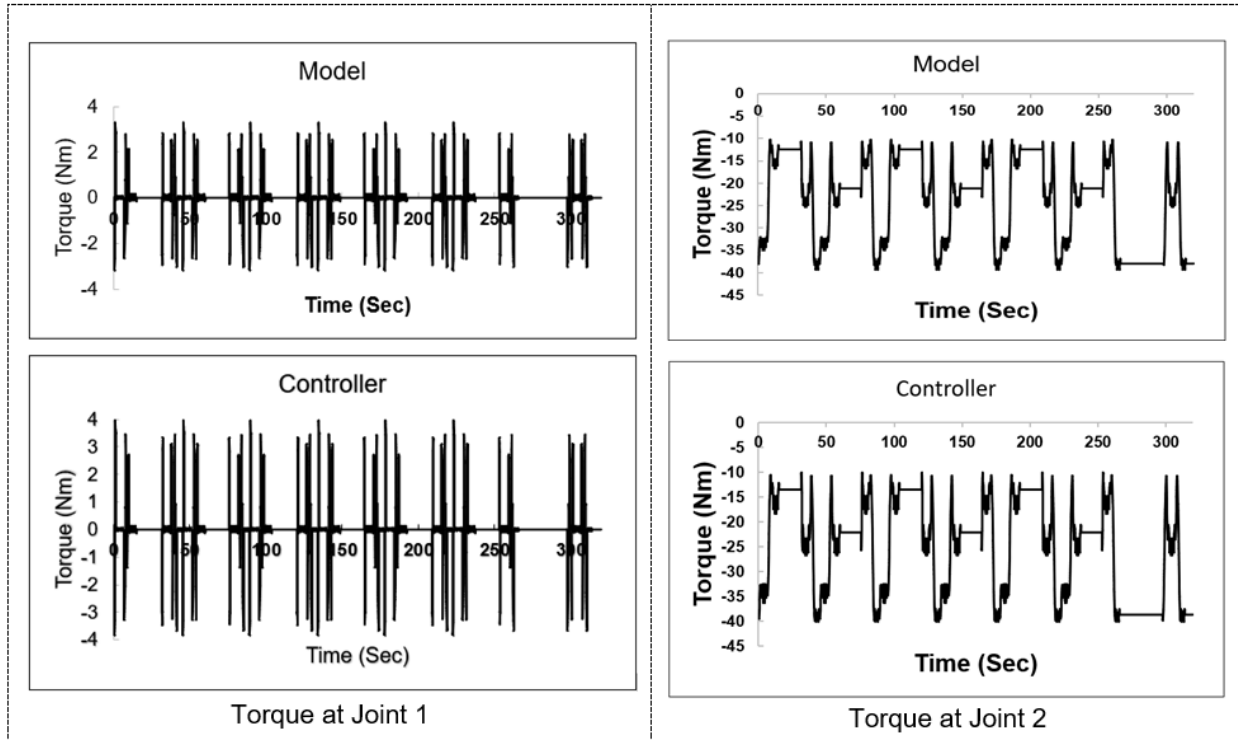 Model
4
2
0
-2
-4
Torque (Nm)
0 50 100 150 200 250 300
Time (Sec)
Controller
4
3
2
1
0
-1
-2
-3
-4
Torque (Nm)
0 50 100 150 200 250 300
Time (Sec)
Torque at Joint 1
Model
0
-5
-10
-15
-20
-25
-30
-35
-40
-45
Torque (Nm)
0 50 100 150 200 250 300
Time (Sec)
Controller
0
-5
-10
-15
-20
-25
-30
-35
-40
-45
Torque (Nm)
0 50 100 150 200 250 300
Time (Sec)
Torque at Joint 2